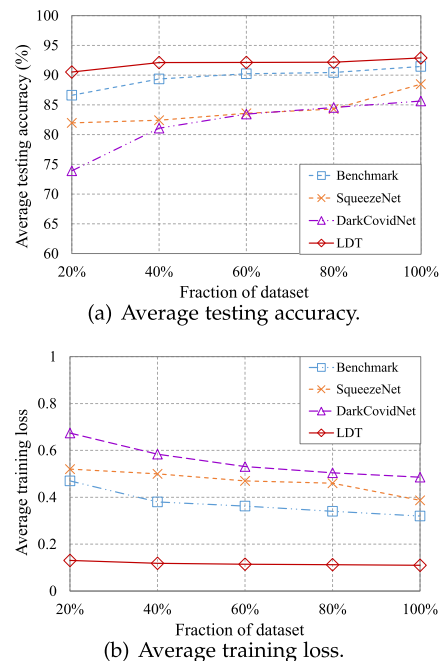 100
95
90
85
80
75
70
65
60
Average testing accuracy (%)
Benchmark
SqueezeNet
DarkCovidNet
LDT
20% 40% 60% 80% 100%
Fraction of dataset
(a) Average testing accuracy.
1
0.8
0.6
0.4
0.2
0
Average training loss
Benchmark
SqueezeNet
DarkCovidNet
LDT
20% 40% 60% 80% 100%
Fraction of dataset
(b) Average training loss.